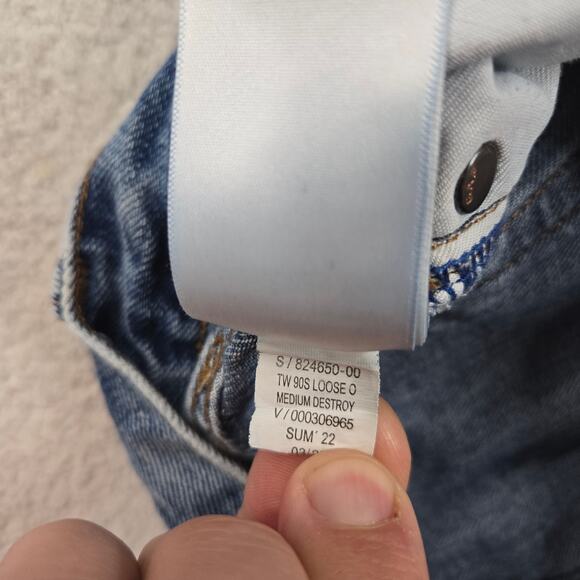 S / 824650-00
TW 90S LOOSE O
MEDIUM DESTROY
V / 000306965
SUM' 22